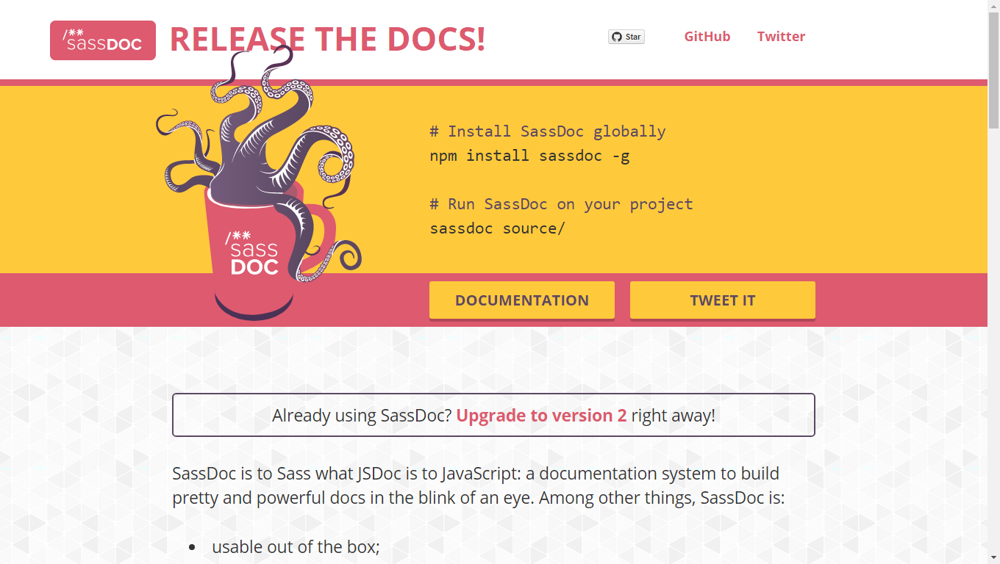 /** sassDOC
RELEASE THE DOCS!
Star
GitHub
Twitter
# Install SassDoc globally
npm install sassdoc -g
# Run SassDoc on your project
sassdoc source/
/**
sass
DOC
DOCUMENTATION
TWEET IT
Already using SassDoc? Upgrade to version 2 right away!
SassDoc is to Sass what JSDoc is to JavaScript: a documentation system to build
pretty and powerful docs in the blink of an eye. Among other things, SassDoc is:
• usable out of the box;